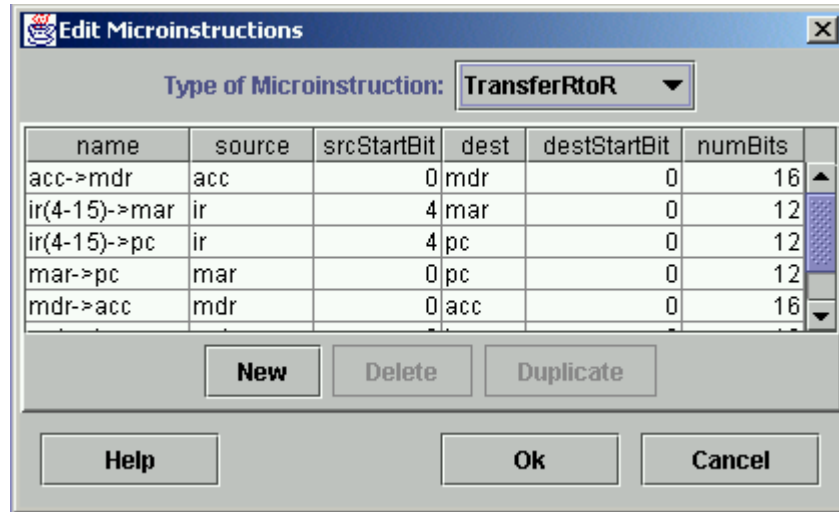 Edit Microinstructions
Type of Microinstruction: TransferRtoR
name source srcStartBit dest destStartBit numBits
acc->mdr acc 0 mdr 0 16
ir(4-15)->mar ir 4 mar 0 12
ir(4-15)->pc ir 4 pc 0 12
mar->pc mar 0 pc 0 12
mdr->acc mdr 0 acc 0 16
New Delete Duplicate
Help Ok Cancel